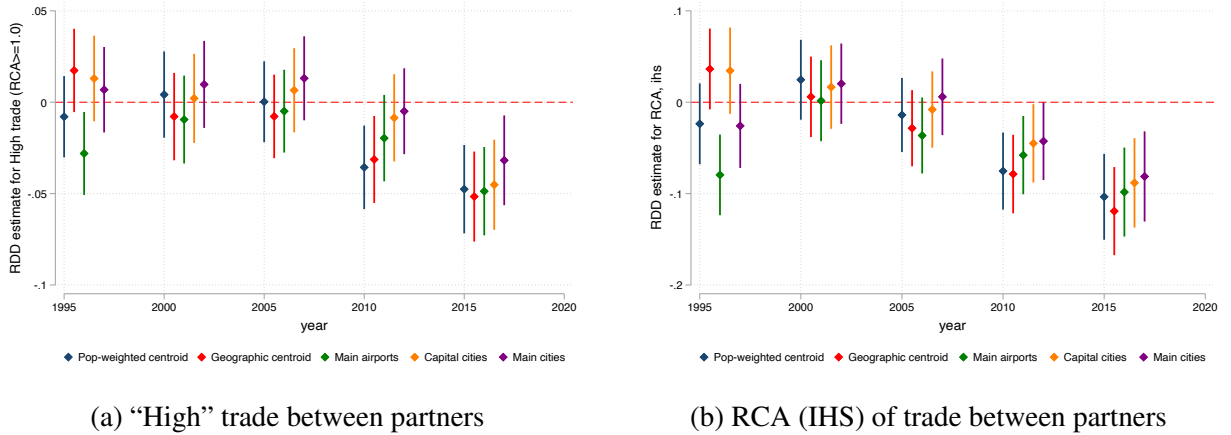 RDD estimate for High trade (RCA>=1.0)
.05
0
-.05
-.1
1995 2000 2005 2010 2015 2020
year
Pop-weighted centroid Geographic centroid Main airports Capital cities Main cities
(a) “High” trade between partners
RDD estimate for RCA, ihs
.1
0
-.1
-.2
1995 2000 2005 2010 2015 2020
year
Pop-weighted centroid Geographic centroid Main airports Capital cities Main cities
(b) RCA (IHS) of trade between partners